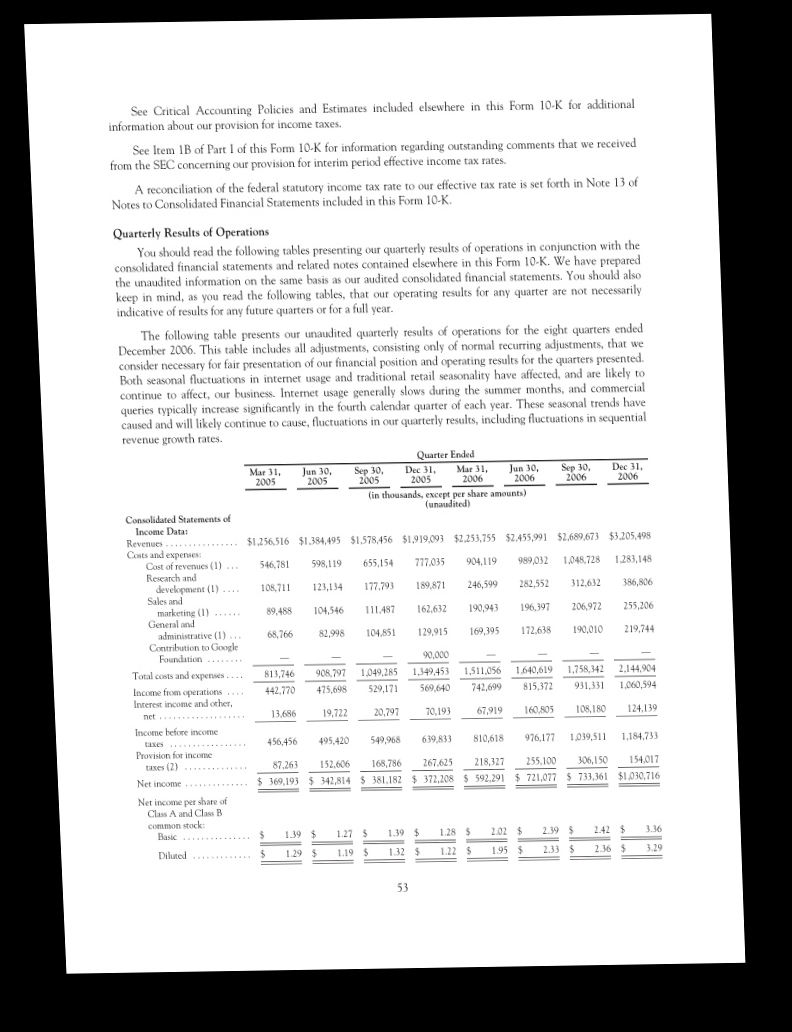 See Critical Accounting Policies and Estimates included elsewhere in this Form 10-K for additional
information about our provision for income taxes.
See Item 1B of Part I of this Form 10-K for information regarding outstanding comments that we received
from the SEC concerning our provision for interim period effective income tax rates.
A reconciliation of the federal statutory income tax rate to our effective tax rate is set forth in Note 13 of
Notes to Consolidated Financial Statements included in this Form 10-K.
Quarterly Results of Operations
You should read the following tables presenting our quarterly results of operations in conjunction with the
consolidated financial statements and related notes contained elsewhere in this Form 10-K. We have prepared
the unaudited information on the same basis as our audited consolidated financial statements. You should also
keep in mind, as you read the following tables, that our operating results for any quarter are not necessarily
indicative of results for any future quarters or for a full year.
The following table presents our unaudited quarterly results of operations for the eight quarters ended
December 2006. This table includes all adjustments, consisting only of normal recurring adjustments, that we
consider necessary for fair presentation of our financial position and operating results for the quarters presented.
Both seasonal fluctuations in internet usage and traditional retail seasonality have affected, and are likely to
continue to affect, our business. Internet usage generally slows during the summer months, and commercial
queries typically increase significantly in the fourth calendar quarter of each year. These seasonal trends have
caused and will likely continue to cause, fluctuations in our quarterly results, including fluctuations in sequential
revenue growth rates.
Quarter Ended
Mar 31, Jun 30, Sep 30, Dec 31, Mar 31, Jun 30, Sep 30, Dec 31,
2005 2005 2005 2005 2006 2006 2006 2006
(in thousands, except per share amounts)
(unaudited)
Consolidated Statements of
Income Data:
Revenues ............... $1,256,516 $1,384,495 $1,578,456 $1,919,093 $2,253,755 $2,455,991 $2,689,673 $3,205,498
Costs and expenses:
Cost of revenues (1) ... 546,781 598,119 655,154 777,035 904,119 989,032 1,048,728 1,283,148
Research and
development (1) .... 108,711 123,134 177,793 189,871 246,599 282,552 312,632 386,806
Sales and
marketing (1) ...... 89,488 104,546 111,487 162,632 190,943 196,397 206,972 255,206
General and
administrative (1) ... 68,766 82,998 104,851 129,915 169,395 172,638 190,010 219,744
Contribution to Google
Foundation ........ — — — 90,000 — — — —
Total costs and expenses .... 813,746 908,797 1,049,285 1,349,453 1,511,056 1,640,619 1,758,342 2,144,904
Income from operations .... 442,770 475,698 529,171 569,640 742,699 815,372 931,331 1,060,594
Interest income and other,
net ................... 13,686 19,722 20,797 70,193 67,919 160,805 108,180 124,139
Income before income
taxes ................. 456,456 495,420 549,968 639,833 810,618 976,177 1,039,511 1,184,733
Provision for income
taxes (2) .............. 87,263 152,606 168,786 267,625 218,327 255,100 306,150 154,017
Net income .............. $ 369,193 $ 342,814 $ 381,182 $ 372,208 $ 592,291 $ 721,077 $ 733,361 $1,030,716
Net income per share of
Class A and Class B
common stock:
Basic ............... $ 1.39 $ 1.27 $ 1.39 $ 1.28 $ 2.02 $ 2.39 $ 2.42 $ 3.36
Diluted ............. $ 1.29 $ 1.19 $ 1.32 $ 1.22 $ 1.95 $ 2.33 $ 2.36 $ 3.29
53